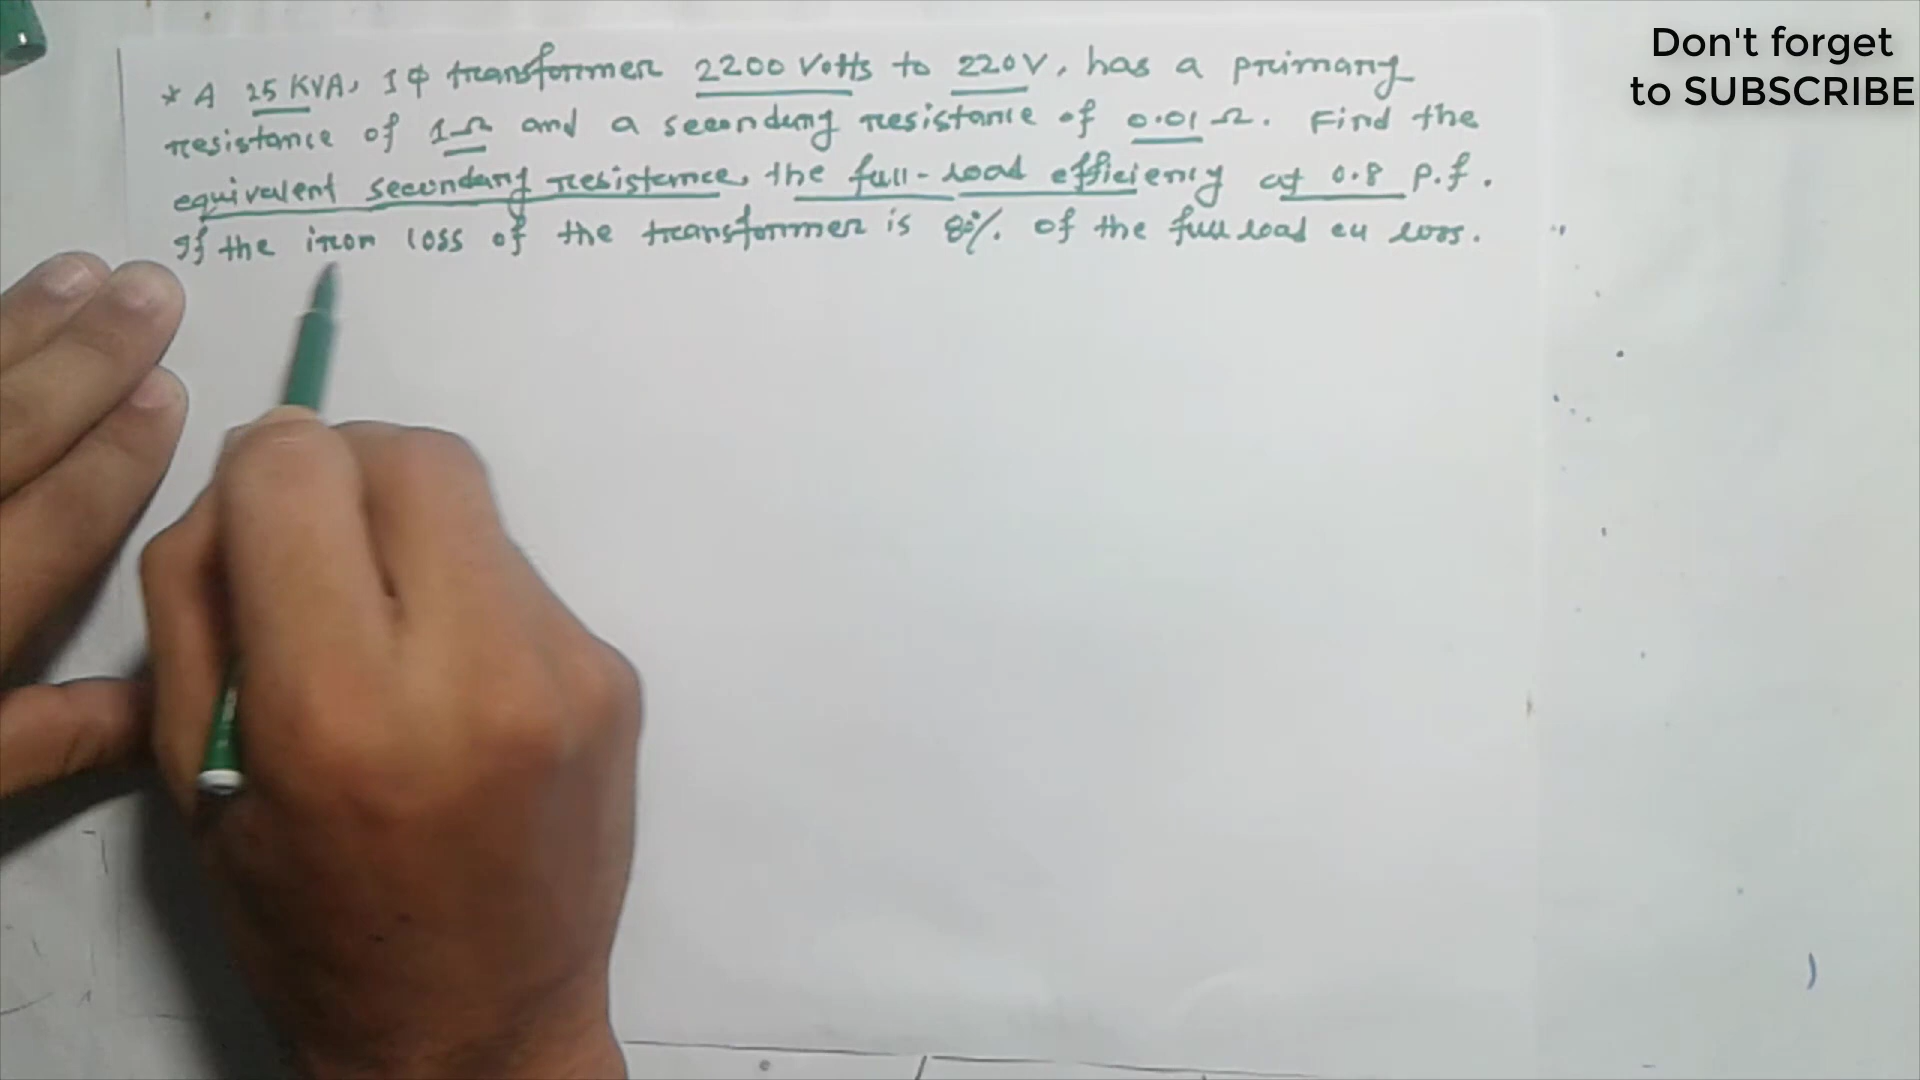 * A 25 KVA, 1φ transformer 2200 Volts to 220V, has a primary
resistance of 1Ω and a secondary resistance of 0.01 Ω. Find the
equivalent secondary resistance, the full-load efficiency at 0.8 p.f.
If the iron loss of the transformer is 80% of the full load cu loss.
Don't forget
to SUBSCRIBE